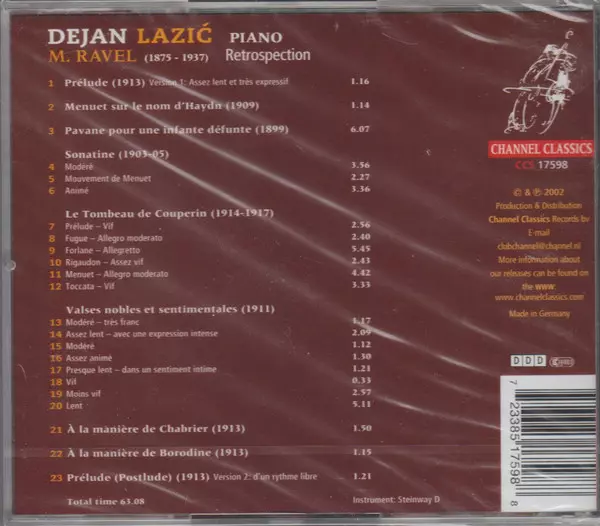 DEJAN LAZIĆ PIANO
M. RAVEL (1875 - 1937) Retrospection
1 Prélude (1913) Version 1: Assez lent et très expressif 1.16
2 Menuet sur le nom d'Haydn (1909) 1.14
3 Pavane pour une infante défunte (1899) 6.07
Sonatine (1903-05)
4 Modéré 3.56
5 Mouvement de Menuet 2.27
6 Animé 3.36
Le Tombeau de Couperin (1914-1917)
7 Prélude – Vif 2.56
8 Fugue – Allegro moderato 2.40
9 Forlane – Allegretto 5.45
10 Rigaudon – Assez vif 2.43
11 Menuet – Allegro moderato 4.42
12 Toccata – Vif 3.33
Valses nobles et sentimentales (1911)
13 Modéré – très franc 1.17
14 Assez lent – avec une expression intense 2.09
15 Modéré 1.12
16 Assez animé 1.30
17 Presque lent – dans un sentiment intime 1.21
18 Vif 0.33
19 Moins vif 2.57
20 Lent 5.11
21 À la manière de Chabrier (1913) 1.50
22 À la manière de Borodine (1913) 1.15
23 Prélude (Postlude) (1913) Version 2: d'un rythme libre 1.21
Total time 63.08 Instrument: Steinway D
CHANNEL CLASSICS
CCS 17598
© & ℗ 2002
Production & Distribution
Channel Classics Records bv
E-mail
clubchannel@channel.nl
More information about
our releases can be found on
the www:
www.channelclassics.com
Made in Germany
DDD
7 23385 17598 8